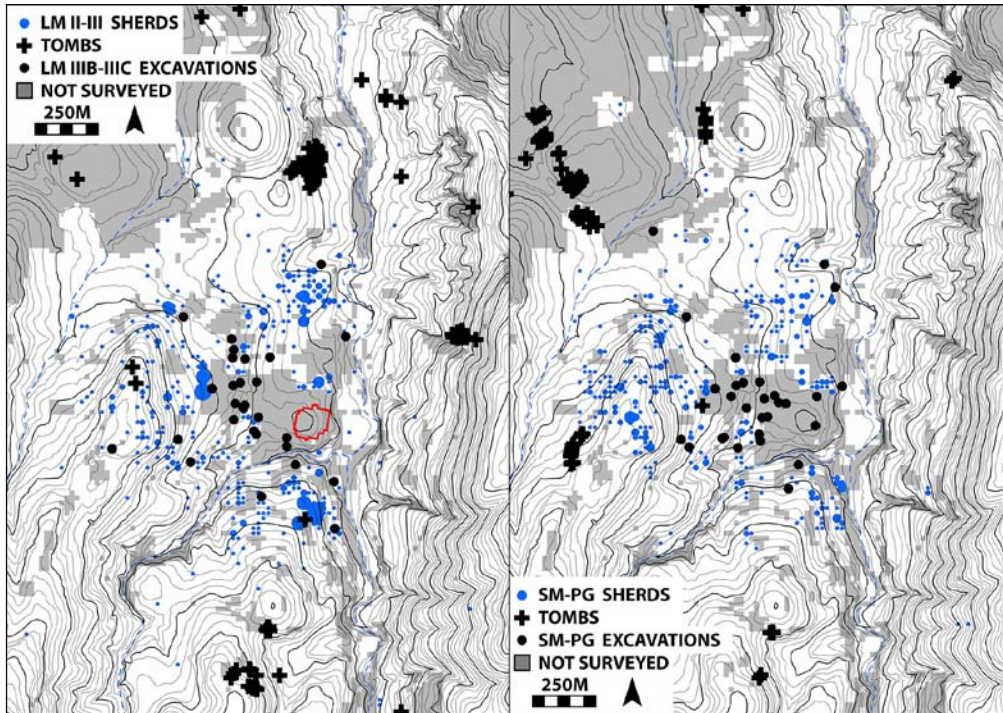 LM II-III SHERDS
TOMBS
LM IIIB-IIIC EXCAVATIONS
NOT SURVEYED
250M
SM-PG SHERDS
TOMBS
SM-PG EXCAVATIONS
NOT SURVEYED
250M